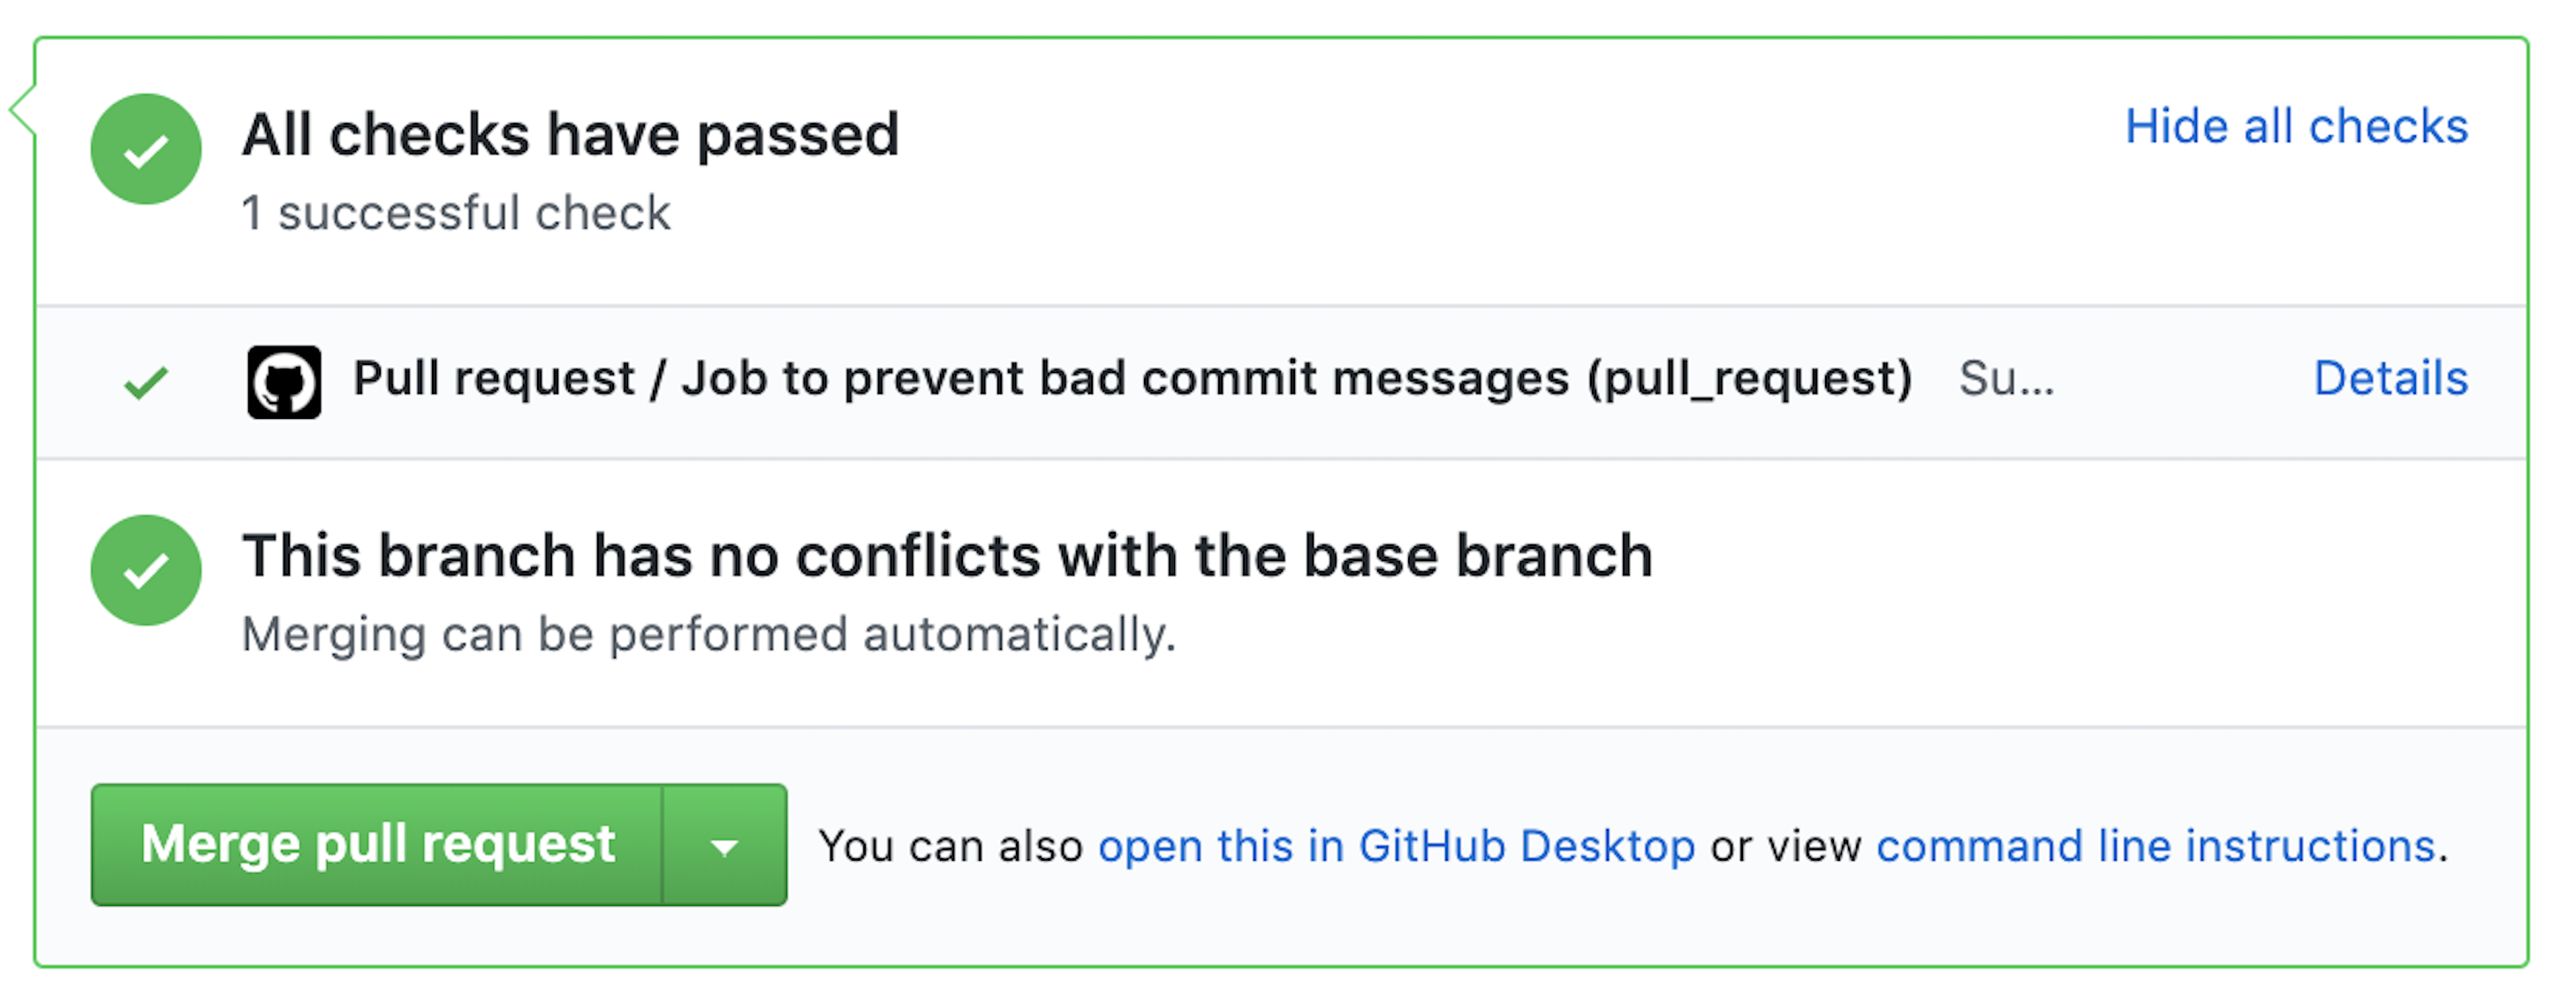 All checks have passed
Hide all checks
1 successful check
Pull request / Job to prevent bad commit messages (pull_request) Su... Details
This branch has no conflicts with the base branch
Merging can be performed automatically.
Merge pull request You can also open this in GitHub Desktop or view command line instructions.